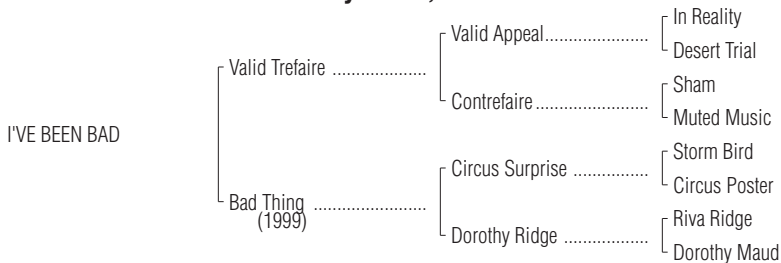 In Reality
Valid Appeal......................
Desert Trial
Valid Trefaire ....................
Sham
Contrefaire........................
Muted Music
I'VE BEEN BAD
Storm Bird
Circus Surprise ................
Circus Poster
Bad Thing ........................
(1999)
Riva Ridge
Dorothy Ridge ..................
Dorothy Maud